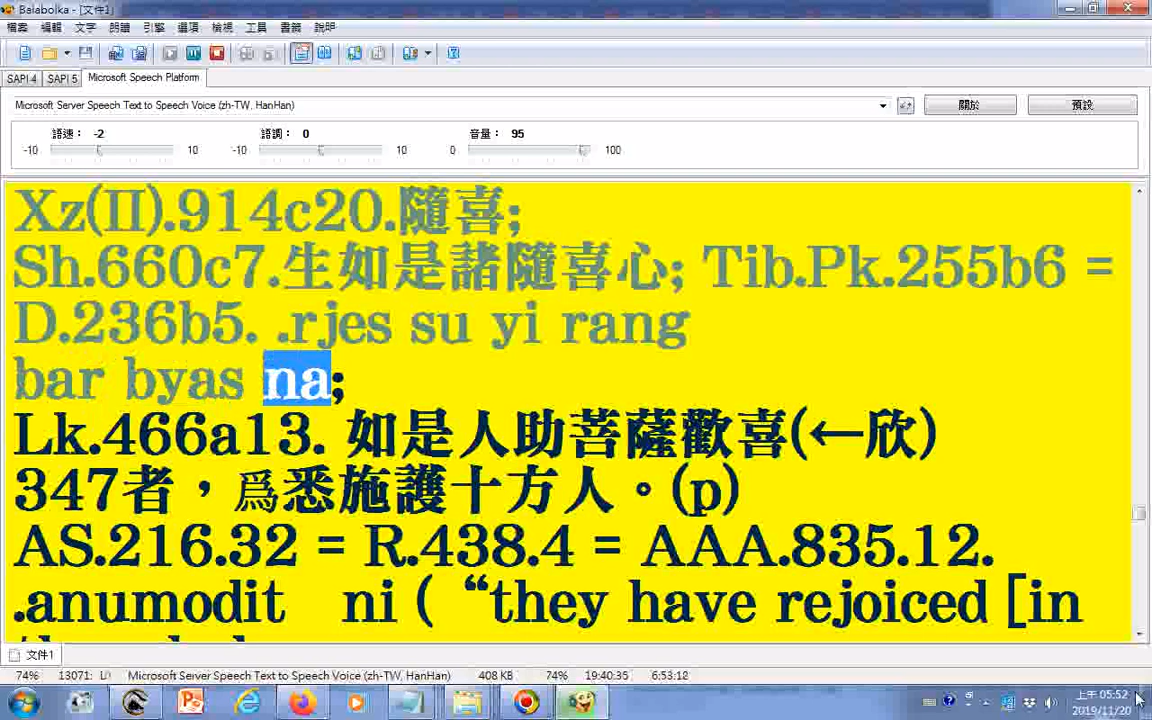 Balabolka - [文件1]
檔案 編輯 文字 朗讀 引擎 選項 檢視 工具 書籤 說明
SAPI 4 SAPI 5 Microsoft Speech Platform
Microsoft Server Speech Text to Speech Voice (zh-TW, HanHan) 關於 預設
語速： -2 語調： 0 音量： 95
-10 10 -10 10 0 100
Xz(II).914c20.隨喜;
Sh.660c7.生如是諸隨喜心; Tib.Pk.255b6 =
D.236b5. .rjes su yi rang
bar byas na;
Lk.466a13. 如是人助菩薩歡喜(←欣)
347者，爲悉施護十方人。(p)
AS.216.32 = R.438.4 = AAA.835.12.
.anumodit ni ( “they have rejoiced [in
文件1
74% 13071: Microsoft Server Speech Text to Speech Voice (zh-TW, HanHan) 408 KB 74% 19:40:35 6:53:12
上午 05:52
2019/11/20